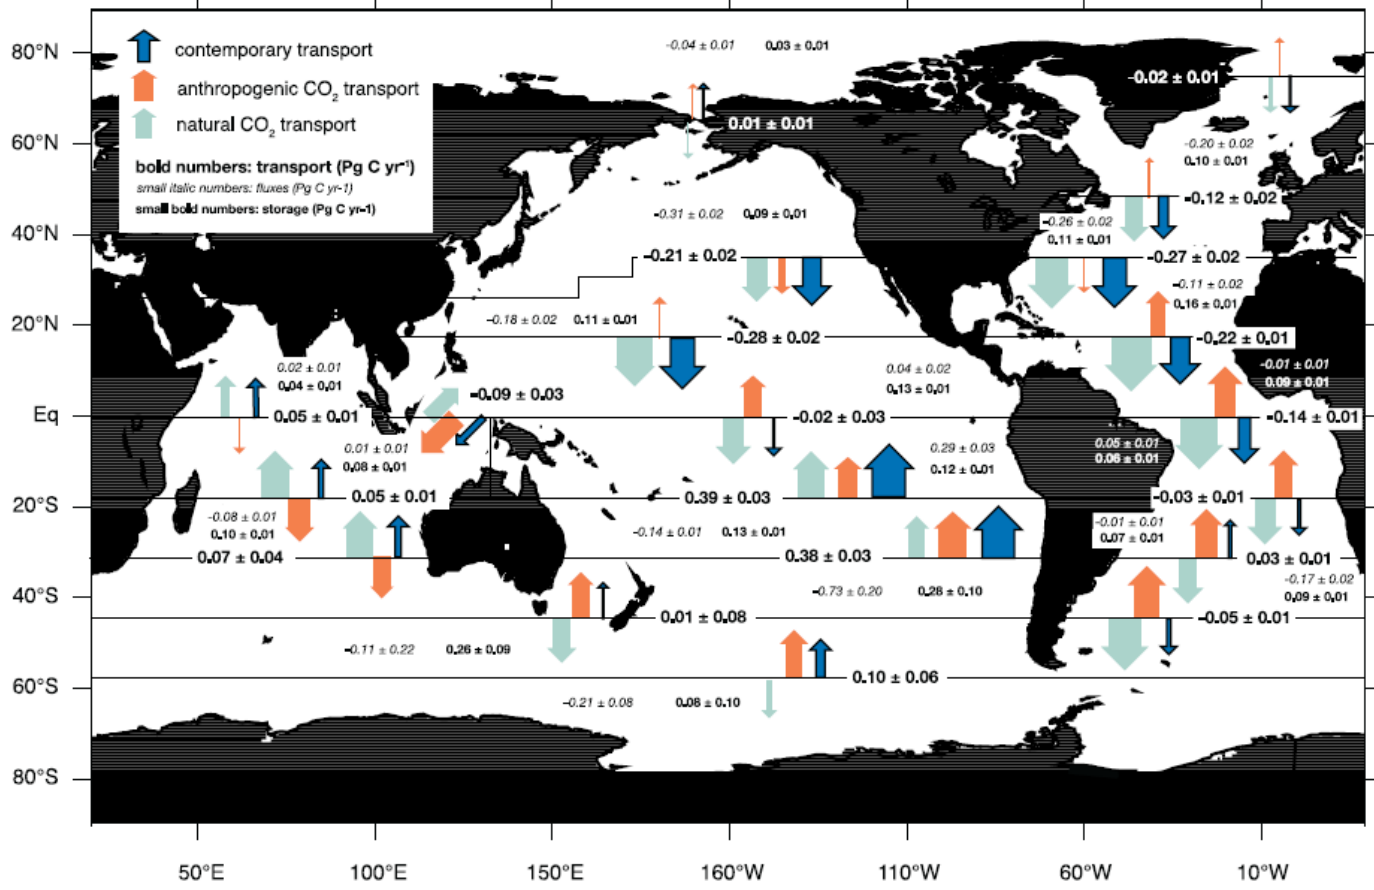 80°N
60°N
40°N
20°N
Eq
20°S
40°S
60°S
80°S
contemporary transport
anthropogenic CO₂ transport
natural CO₂ transport
bold numbers: transport (Pg C yr⁻¹)
small italic numbers: fluxes (Pg C yr-1)
small bold numbers: storage (Pg C yr-1)
-0.04 ± 0.01 0.03 ± 0.01
-0.02 ± 0.01
0.01 ± 0.01
-0.20 ± 0.02
0.10 ± 0.01
-0.12 ± 0.02
-0.31 ± 0.02 0.09 ± 0.01
-0.26 ± 0.02
0.11 ± 0.01
-0.21 ± 0.02
-0.27 ± 0.02
-0.11 ± 0.02
0.16 ± 0.01
-0.18 ± 0.02 0.11 ± 0.01
-0.28 ± 0.02
-0.22 ± 0.01
0.02 ± 0.01
0.04 ± 0.01
0.04 ± 0.02
0.13 ± 0.01
-0.01 ± 0.01
0.09 ± 0.01
-0.09 ± 0.03
0.05 ± 0.01
-0.02 ± 0.03
-0.14 ± 0.01
0.01 ± 0.01
0.08 ± 0.01
0.29 ± 0.03
0.12 ± 0.01
0.05 ± 0.01
0.06 ± 0.01
0.05 ± 0.01
0.39 ± 0.03
-0.03 ± 0.01
-0.08 ± 0.01
0.10 ± 0.01
-0.14 ± 0.01 0.13 ± 0.01
-0.01 ± 0.01
0.07 ± 0.01
0.07 ± 0.04
0.38 ± 0.03
0.03 ± 0.01
-0.73 ± 0.20 0.28 ± 0.10
-0.17 ± 0.02
0.09 ± 0.01
0.01 ± 0.08
-0.05 ± 0.01
-0.11 ± 0.22 0.26 ± 0.09
0.10 ± 0.06
-0.21 ± 0.08 0.08 ± 0.10
50°E 100°E 150°E 160°W 110°W 60°W 10°W